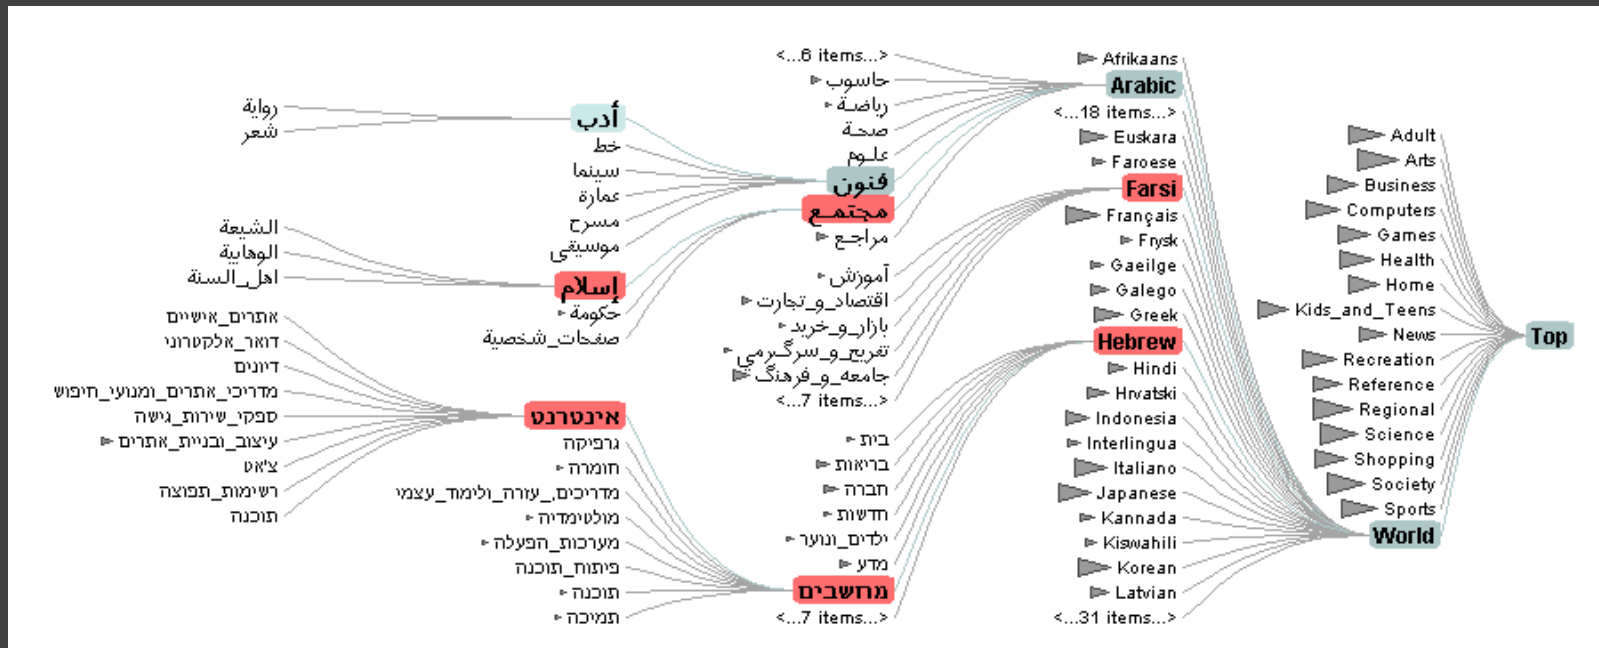 Top
Adult
Arts
Business
Computers
Games
Health
Home
Kids_and_Teens
News
Recreation
Reference
Regional
Science
Shopping
Society
Sports
World
Afrikaans
Arabic
<...18 items...>
Euskara
Faroese
Farsi
Français
Frysk
Gaeilge
Galego
Greek
Hebrew
Hindi
Hrvatski
Indonesia
Interlingua
Italiano
Japanese
Kannada
Kiswahili
Korean
Latvian
<...31 items...>
<...6 items...>
حاسوب
رياضة
صحة
علوم
فنون
مجتمع
مراجع
آموزش
اقتصاد_و_تجارت
بازار_و_خرید
تفریح_و_سرگرمی
جامعه_و_فرهنگ
<...7 items...>
בית
בריאות
חברה
חדשות
ילדים_ונוער
מדע
מחשבים
<...7 items...>
أدب
خط
سينما
عمارة
مسرح
موسيقى
إسلام
حكومة
صفحات_شخصية
אינטרנט
גרפיקה
חומרה
מדריכים,_עזרה_ולימוד_עצמי
מולטימדיה
מערכות_הפעלה
פיתוח_תוכנה
תוכנה
תמיכה
رواية
شعر
الشيعة
الوهابية
اهل_السنة
אתרים_אישיים
דואר_אלקטרוני
דיונים
מדריכי_אתרים_ומנועי_חיפוש
ספקי_שירות_גישה
עיצוב_ובניית_אתרים
צ'אט
רשימות_תפוצה
תוכנה